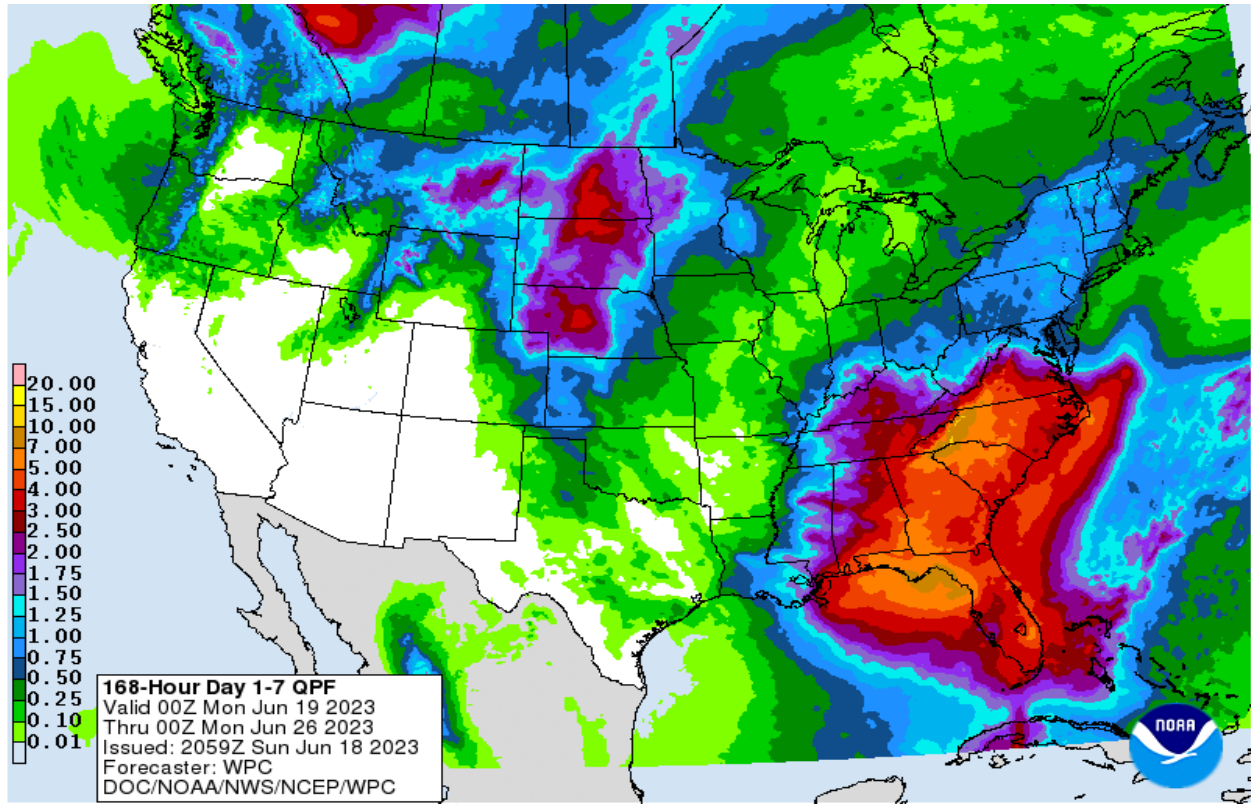 20.00
15.00
10.00
7.00
5.00
4.00
3.00
2.50
2.00
1.75
1.50
1.25
1.00
0.75
0.50
0.25
0.10
0.01
168-Hour Day 1-7 QPF
Valid 00Z Mon Jun 19 2023
Thru 00Z Mon Jun 26 2023
Issued: 2059Z Sun Jun 18 2023
Forecaster: WPC
DOC/NOAA/NWS/NCEP/WPC
NOAA